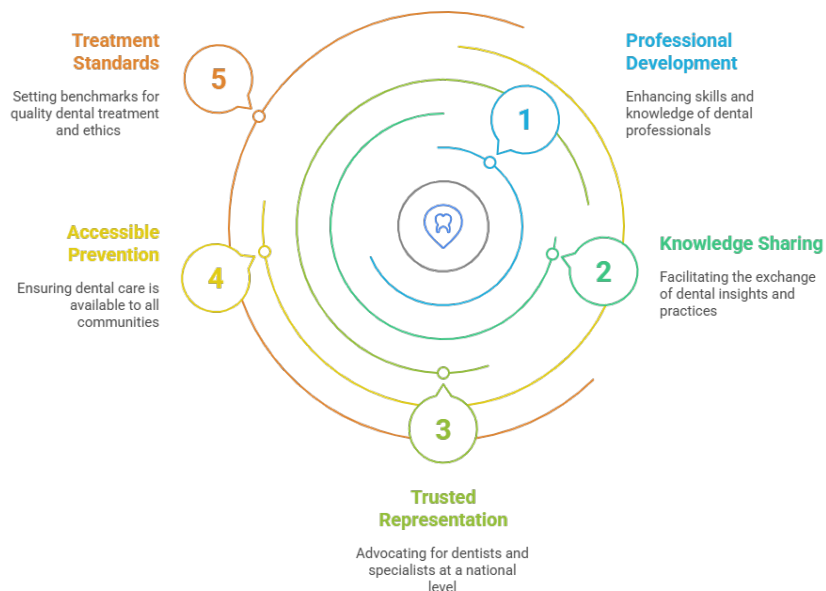 Professional
Development
1
Enhancing skills and
knowledge of dental
professionals
Knowledge Sharing
2
Facilitating the exchange
of dental insights and
practices
3
Trusted
Representation
Advocating for dentists and
specialists at a national
level
Accessible
Prevention
4
Ensuring dental care is
available to all
communities
Treatment
Standards
5
Setting benchmarks for
quality dental treatment
and ethics